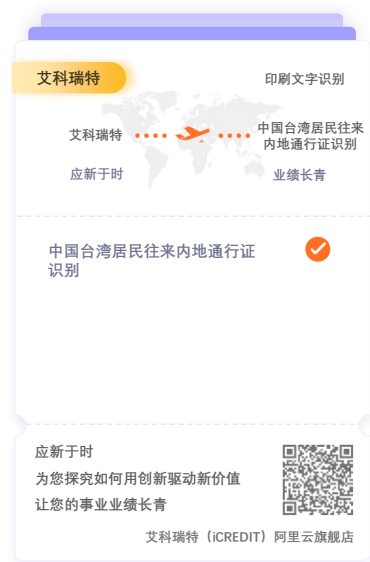 艾科瑞特
印刷文字识别
艾科瑞特
中国台湾居民往来
内地通行证识别
应新于时
业绩长青
中国台湾居民往来内地通行证
识别
应新于时
为您探究如何用创新驱动新价值
让您的事业业绩长青
艾科瑞特（iCREDIT）阿里云旗舰店